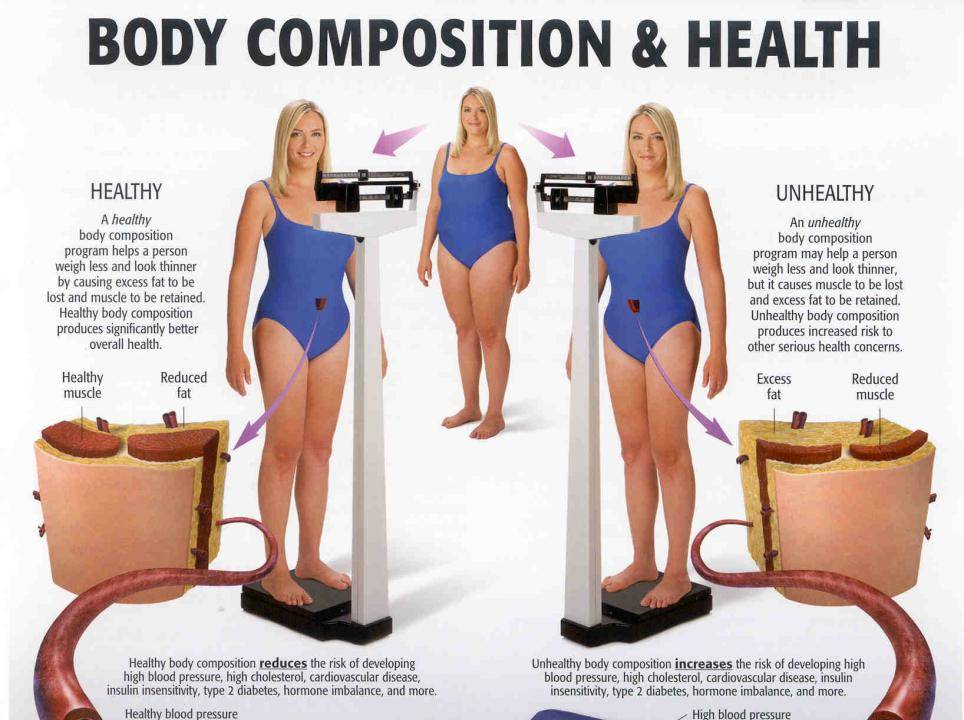 BODY COMPOSITION & HEALTH
HEALTHY
A healthy
body composition
program helps a person
weigh less and look thinner
by causing excess fat to be
lost and muscle to be retained.
Healthy body composition
produces significantly better
overall health.
UNHEALTHY
An unhealthy
body composition
program may help a person
weigh less and look thinner,
but it causes muscle to be lost
and excess fat to be retained.
Unhealthy body composition
produces increased risk to
other serious health concerns.
Healthy
muscle
Reduced
fat
Excess
fat
Reduced
muscle
Healthy body composition reduces the risk of developing
high blood pressure, high cholesterol, cardiovascular disease,
insulin insensitivity, type 2 diabetes, hormone imbalance, and more.
Unhealthy body composition increases the risk of developing high
blood pressure, high cholesterol, cardiovascular disease, insulin
insensitivity, type 2 diabetes, hormone imbalance, and more.
Healthy blood pressure
High blood pressure